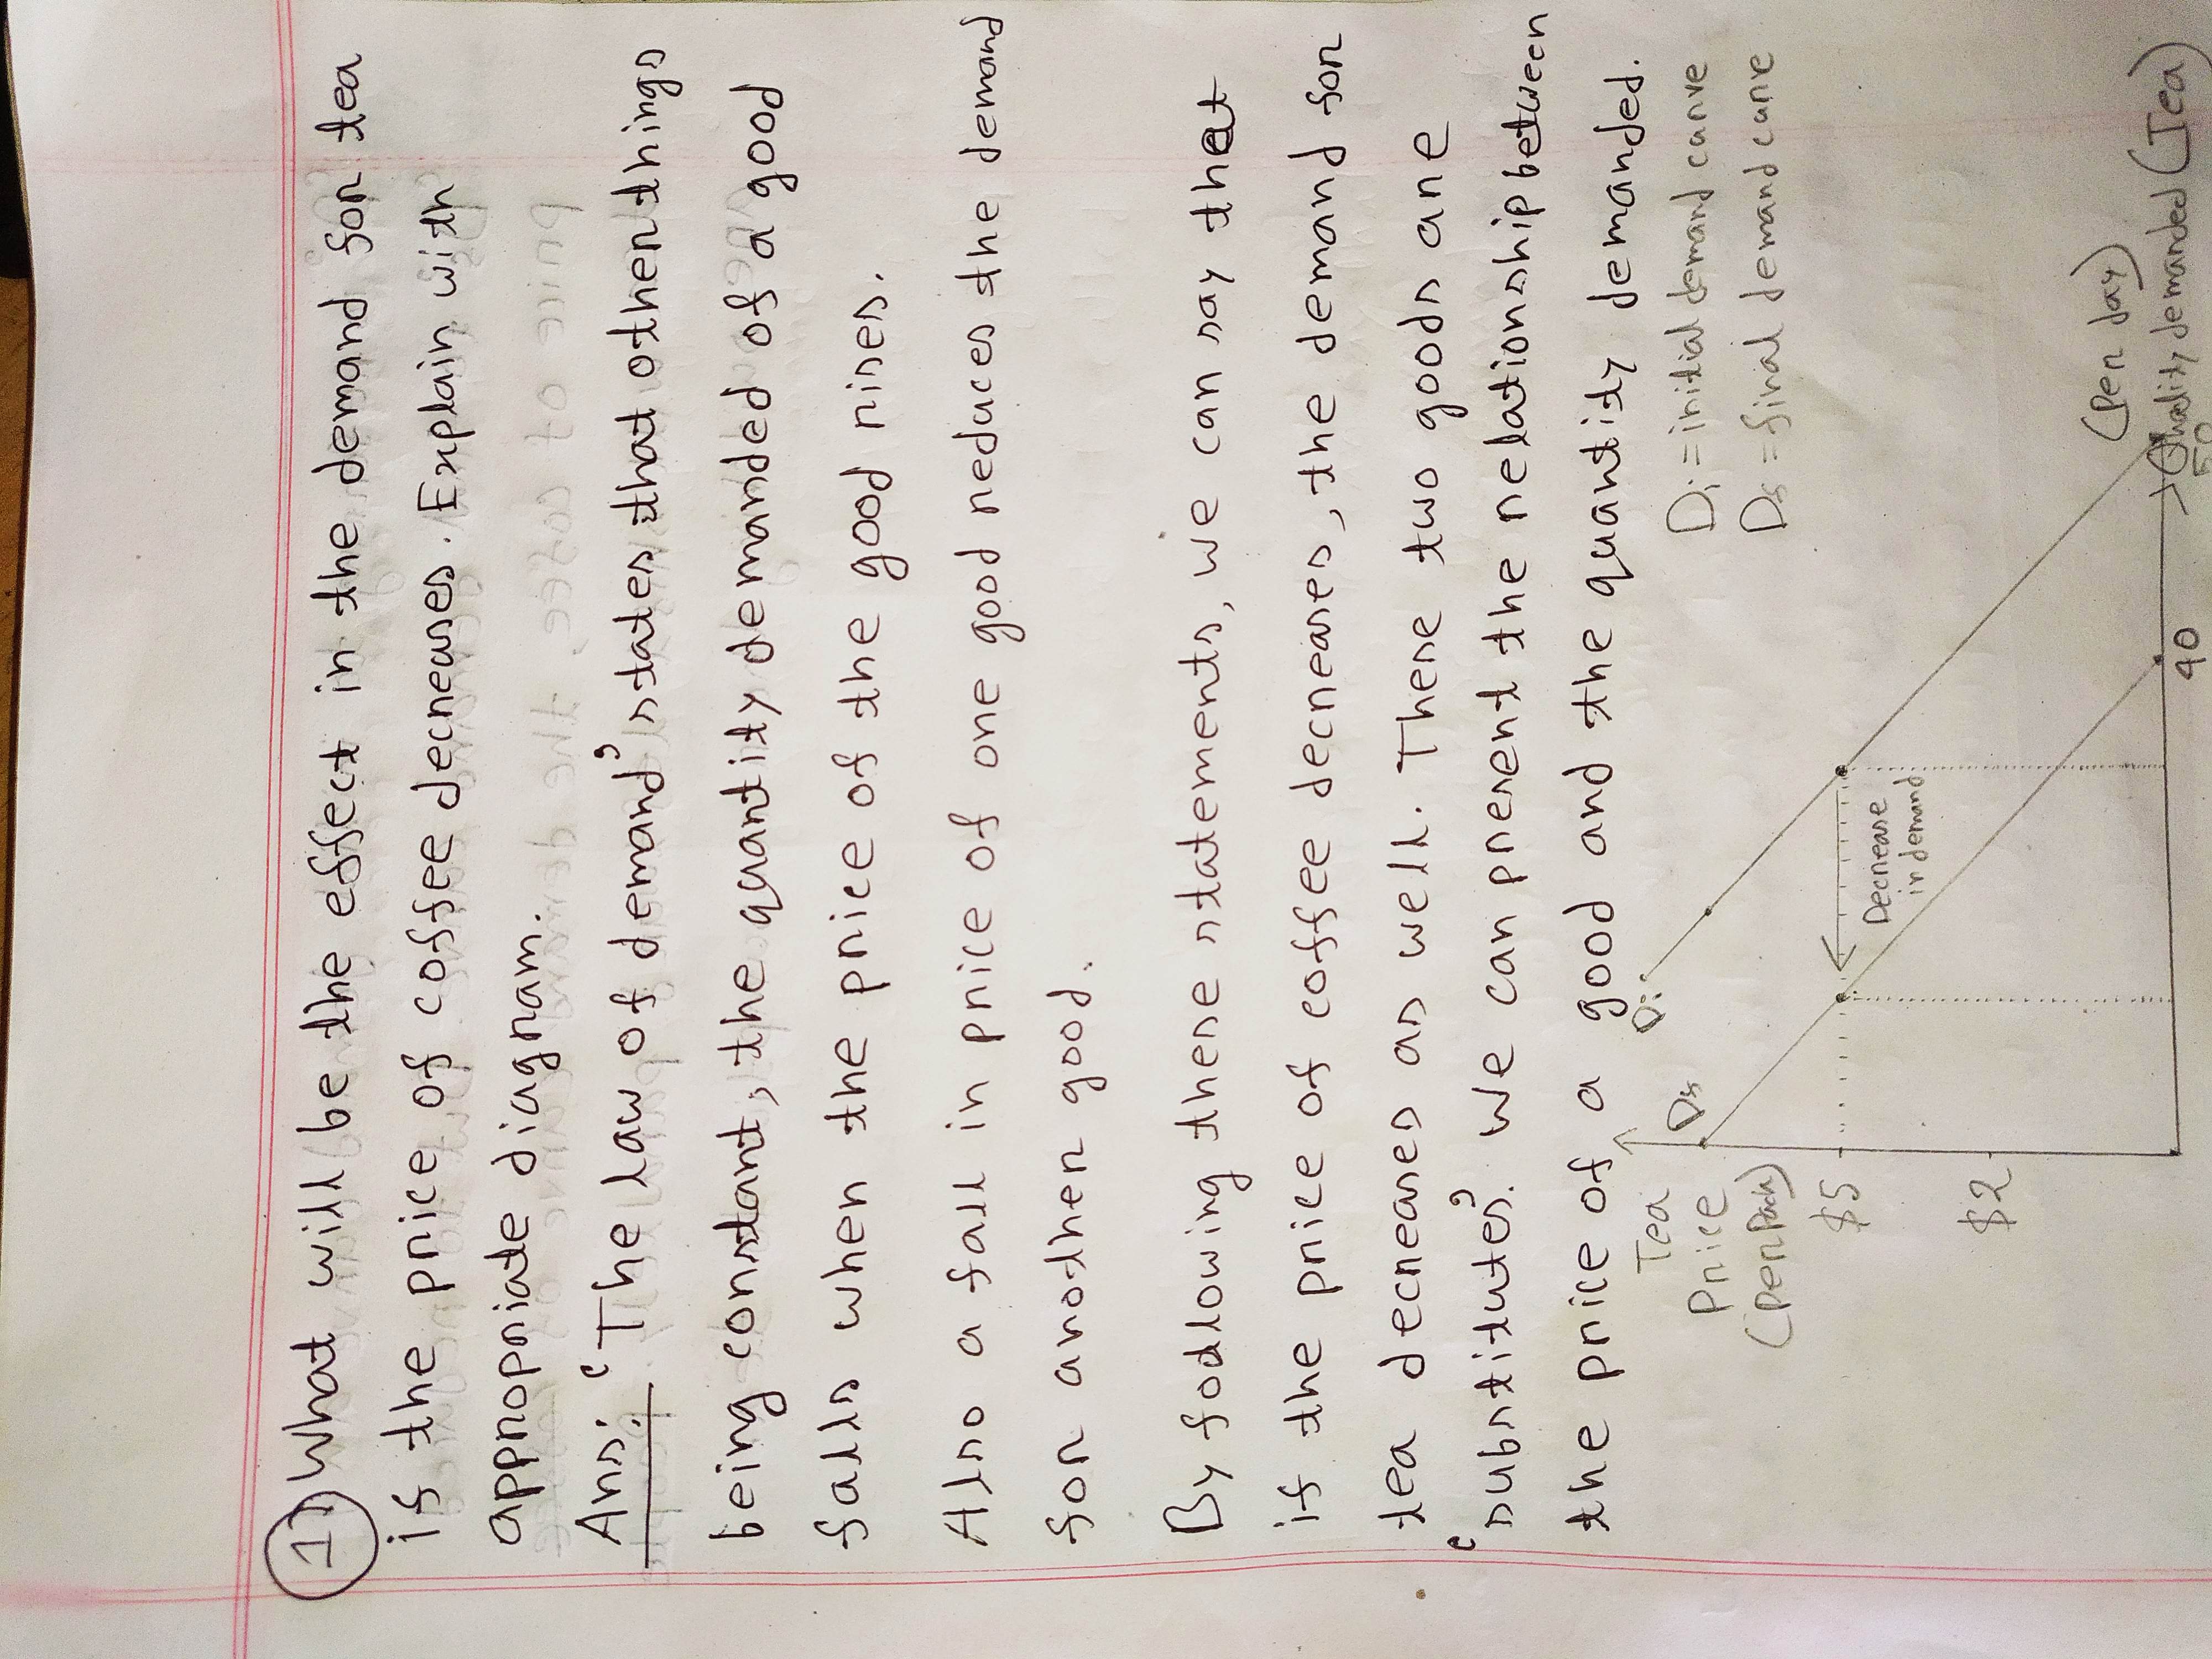 1) What will be the effect in the demand for tea
if the price of coffee decreases. Explain with
appropriate diagram.
Ans: ‘The law of demand’ states that other things
being constant, the quantity demanded of a good
falls when the price of the good rises.
Also a fall in price of one good reduces the demand
for another good.
By following these statements, we can say that
if the price of coffee decreases, the demand for
tea decreases as well. These two goods are
‘substitutes’. We can present the relationship between
the price of a good and the quantity demanded.
Tea
Price
(per Pack)
Df
Di
Di = initial demand curve
Df = final demand curve
$5
Decrease
in demand
$2
(Per day)
demanded (Tea)
40
50